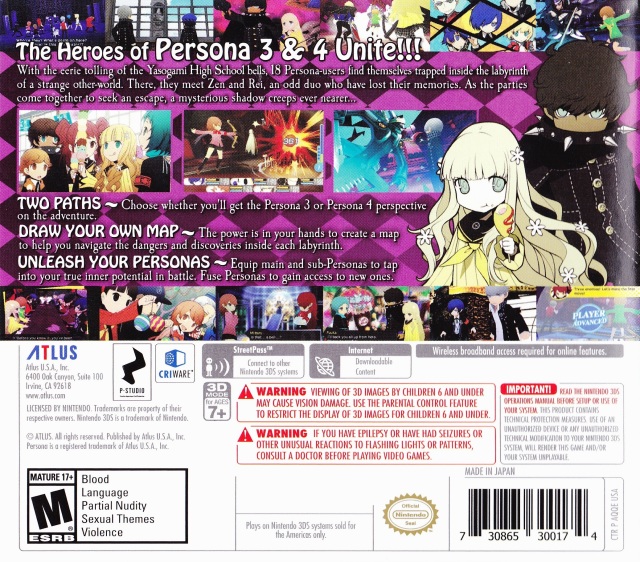 The Heroes of Persona 3 & 4 Unite!!!
With the eerie tolling of the Yasogami High School bells, 18 Persona-users find themselves trapped inside the labyrinth
of a strange other-world. There, they meet Zen and Rei, an odd duo who have lost their memories. As the parties
come together to seek an escape, a mysterious shadow creeps ever nearer...
TWO PATHS ~ Choose whether you'll get the Persona 3 or Persona 4 perspective
on the adventure.
DRAW YOUR OWN MAP ~ The power is in your hands to create a map
to help you navigate the dangers and discoveries inside each labyrinth.
UNLEASH YOUR PERSONAS ~ Equip main and sub-Personas to tap
into your true inner potential in battle. Fuse Personas to gain access to new ones.
PLAYER
ADVANCED
ATLUS
Atlus U.S.A., Inc.
6400 Oak Canyon, Suite 100
Irvine, CA 92618
www.atlus.com
P-STUDIO
CRIWARE
LICENSED BY NINTENDO. Trademarks are property of their
respective owners. Nintendo 3DS is a trademark of Nintendo.
© ATLUS. All rights reserved. Published by Atlus U.S.A., Inc.
Persona is a registered trademark of Atlus U.S.A., Inc.
StreetPass™
Connect to other
Nintendo 3DS systems
Internet
Downloadable
Content
Wireless broadband access required for online features.
3D
MODE
AGES
7+
WARNING VIEWING OF 3D IMAGES BY CHILDREN 6 AND UNDER
MAY CAUSE VISION DAMAGE. USE THE PARENTAL CONTROL FEATURE
TO RESTRICT THE DISPLAY OF 3D IMAGES FOR CHILDREN 6 AND UNDER.
WARNING IF YOU HAVE EPILEPSY OR HAVE HAD SEIZURES OR
OTHER UNUSUAL REACTIONS TO FLASHING LIGHTS OR PATTERNS,
CONSULT A DOCTOR BEFORE PLAYING VIDEO GAMES.
IMPORTANT! READ THE NINTENDO 3DS
OPERATIONS MANUAL BEFORE SETUP OR USE OF
YOUR SYSTEM. THIS PRODUCT CONTAINS
TECHNICAL PROTECTION MEASURES. USE OF AN
UNAUTHORIZED DEVICE OR ANY UNAUTHORIZED
TECHNICAL MODIFICATION TO YOUR NINTENDO 3DS
SYSTEM, WILL RENDER THIS GAME AND/OR
YOUR SYSTEM UNPLAYABLE.
MATURE 17+
M
ESRB
Blood
Language
Partial Nudity
Sexual Themes
Violence
Plays on Nintendo 3DS systems sold for
the Americas only.
Official
Nintendo
Seal
MADE IN JAPAN
7 30865 30017 4
CTR P AQQE USA